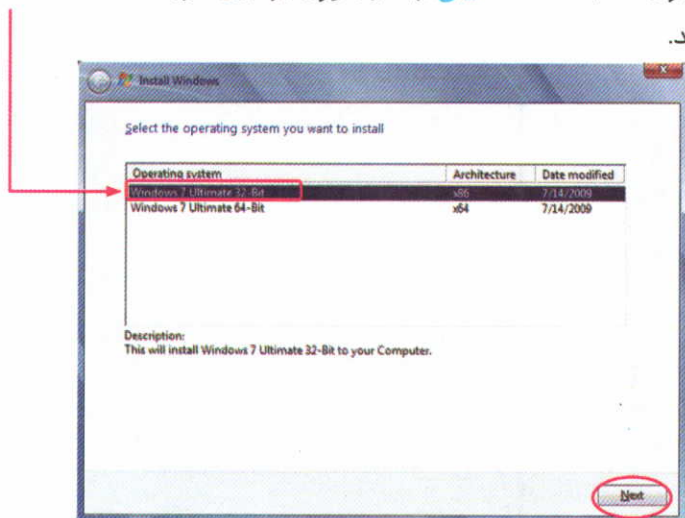 د.
Install Windows
Select the operating system you want to install
Operating system Architecture Date modified
Windows 7 Ultimate 32-Bit x86 7/14/2009
Windows 7 Ultimate 64-Bit x64 7/14/2009
Description:
This will install Windows 7 Ultimate 32-Bit to your Computer.
Next